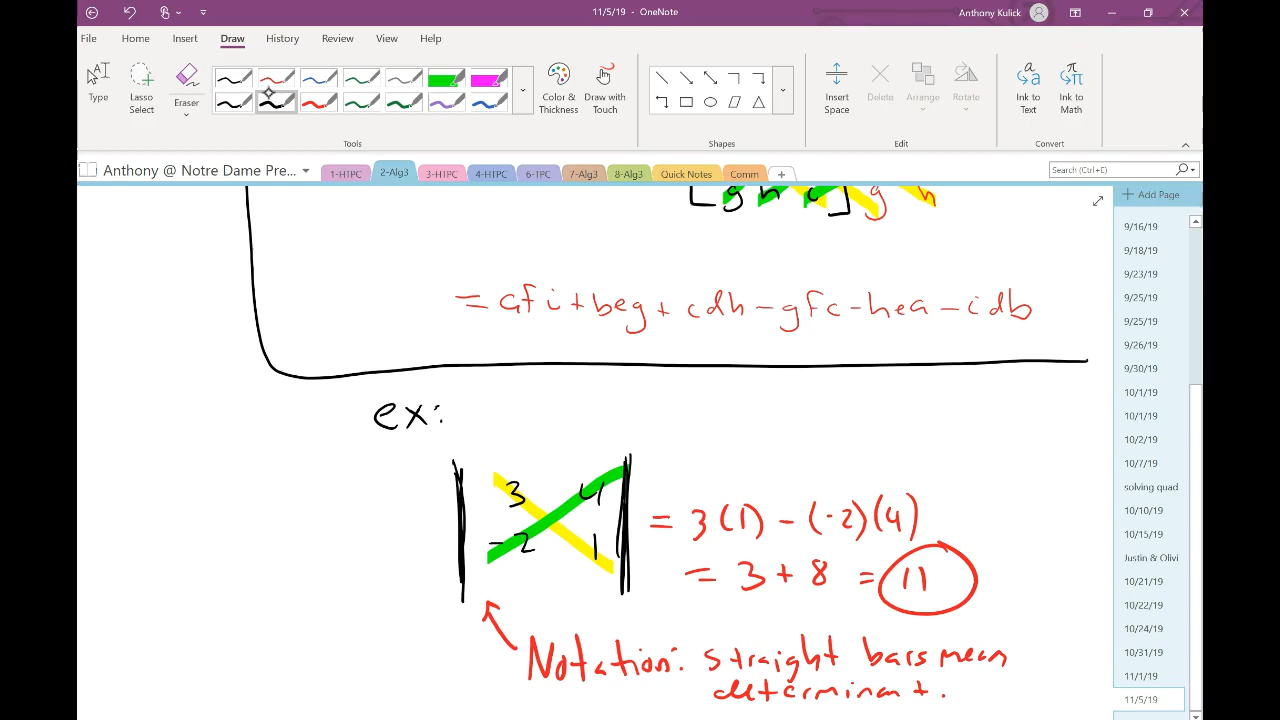 11/5/19 - OneNote
Anthony Kulick
File Home Insert Draw History Review View Help
Type
Lasso Select
Eraser
Color & Thickness
Draw with Touch
Insert Space
Delete
Arrange
Rotate
Ink to Text
Ink to Math
Tools
Shapes
Edit
Convert
Anthony @ Notre Dame Pre...
1-HTPC 2-Alg3 3-HTPC 4-HTPC 6-TPC 7-Alg3 8-Alg3 Quick Notes Comm +
Search (Ctrl+E)
Add Page
9/16/19
9/18/19
9/23/19
9/25/19
9/25/19
9/26/19
9/30/19
10/1/19
10/1/19
10/2/19
10/7/19
solving quad
10/10/19
10/15/19
Justin & Olivi
10/21/19
10/22/19
10/24/19
10/31/19
11/1/19
11/5/19
= afi + beg + cdh - gfc - hea - idb
ex:
| 3 4 |
| -2 1 |
= 3(1) - (-2)(4)
= 3 + 8 = 11
Notation: straight bars mean
determinant.